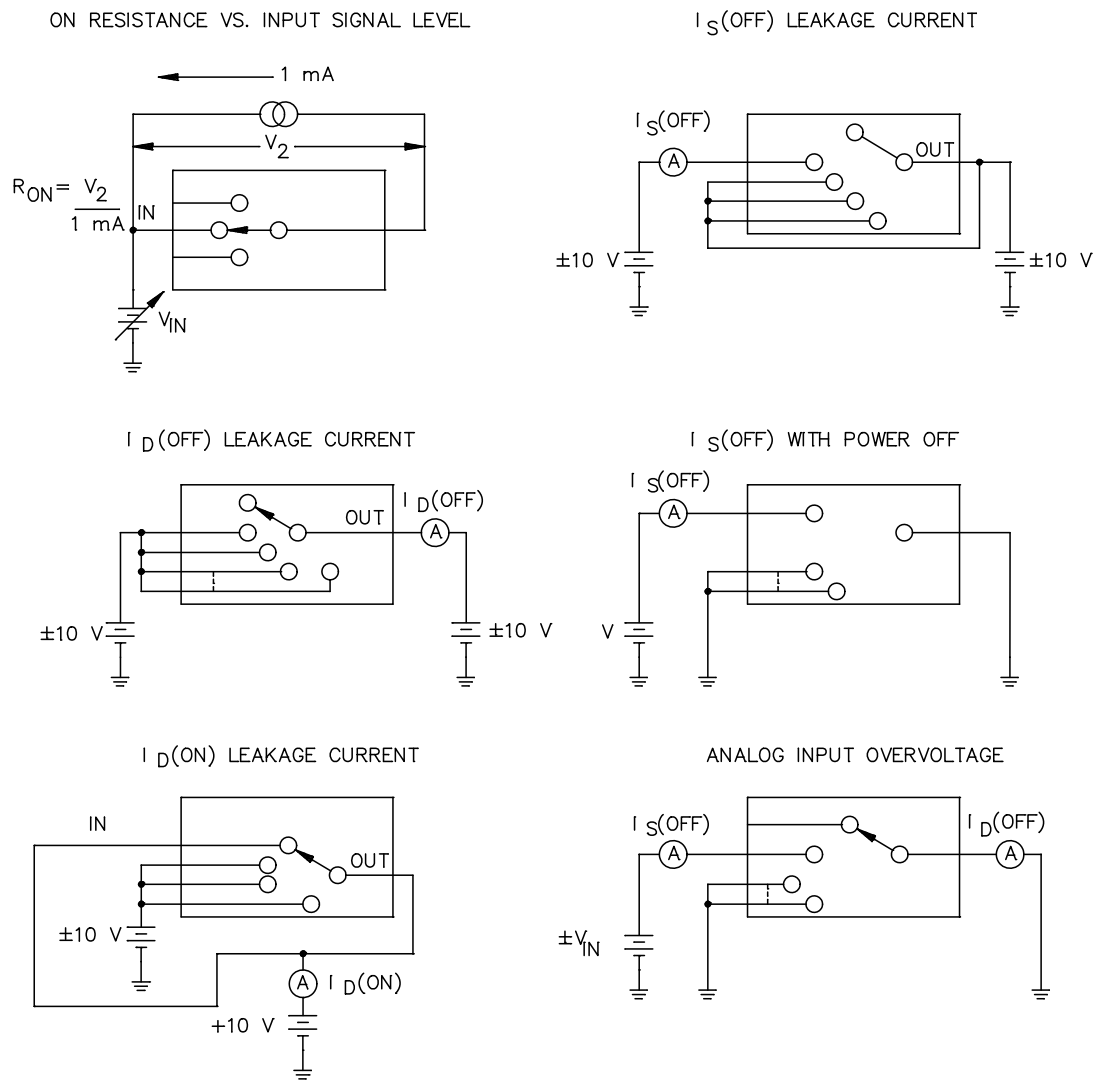 ON RESISTANCE VS. INPUT SIGNAL LEVEL
1 mA
V2
RON = V2
1 mA
IN
VIN
IS(OFF) LEAKAGE CURRENT
IS(OFF)
A
OUT
±10 V
±10 V
ID(OFF) LEAKAGE CURRENT
ID(OFF)
OUT
A
±10 V
±10 V
IS(OFF) WITH POWER OFF
IS(OFF)
A
V
ID(ON) LEAKAGE CURRENT
IN
OUT
±10 V
A
ID(ON)
+10 V
ANALOG INPUT OVERVOLTAGE
IS(OFF)
ID(OFF)
A
A
±VIN